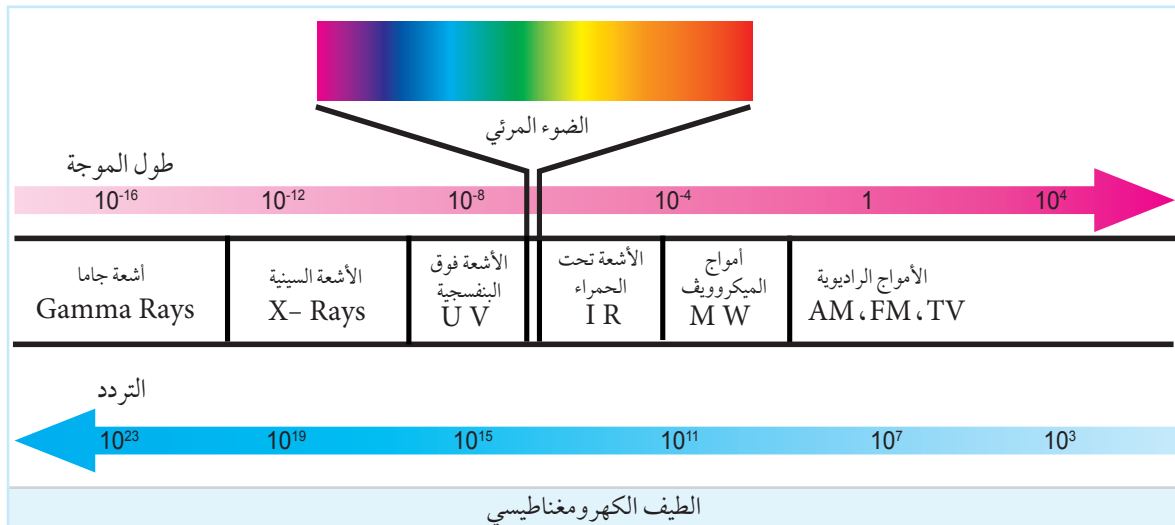 الضوء المرئي
طول الموجة
10⁻¹⁶ 10⁻¹² 10⁻⁸ 10⁻⁴ 1 10⁴
أشعة جاما
Gamma Rays
الأشعة السينية
X– Rays
الأشعة فوق
البنفسجية
U V
الأشعة تحت
الحمراء
I R
أمواج
الميكروويڤ
M W
الأمواج الراديوية
AM، FM، TV
التردد
10²³ 10¹⁹ 10¹⁵ 10¹¹ 10⁷ 10³
الطيف الكهرومغناطيسي